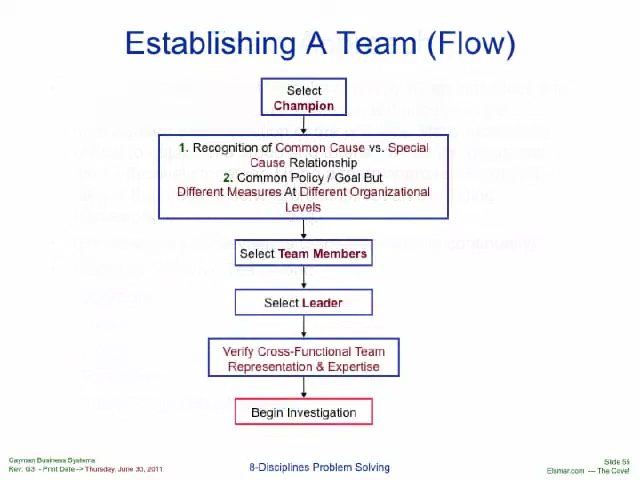 Establishing A Team (Flow)
Select
Champion
1. Recognition of Common Cause vs. Special
Cause Relationship
2. Common Policy / Goal But
Different Measures At Different Organizational
Levels
Select Team Members
Select Leader
Verify Cross-Functional Team
Representation & Expertise
Begin Investigation
Cayman Business Systems
Rev: G3 - Print Date -> Thursday, June 30, 2011
8-Disciplines Problem Solving
Slide
Elsmar.com — The Cove!